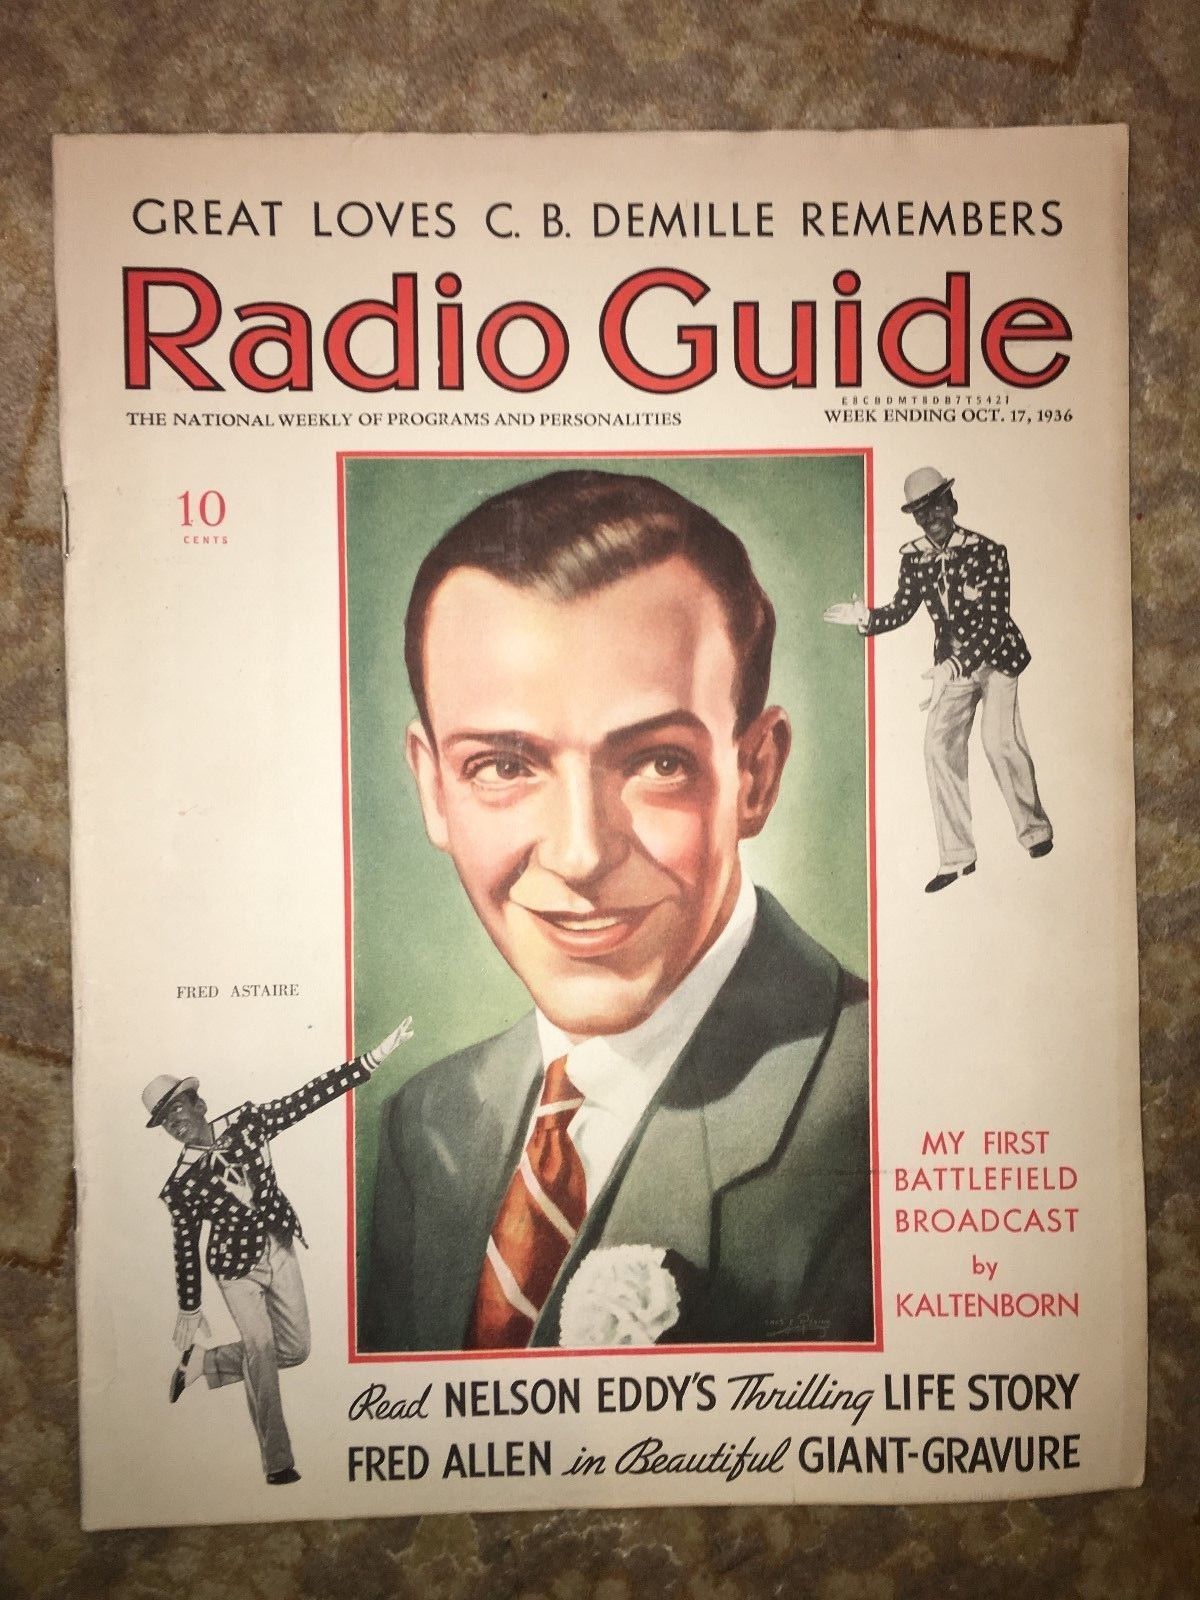 GREAT LOVES C. B. DEMILLE REMEMBERS
Radio Guide
THE NATIONAL WEEKLY OF PROGRAMS AND PERSONALITIES
WEEK ENDING OCT. 17, 1936
10
CENTS
FRED ASTAIRE
MY FIRST
BATTLEFIELD
BROADCAST
by
KALTENBORN
Read NELSON EDDY'S Thrilling LIFE STORY
FRED ALLEN in Beautiful GIANT-GRAVURE